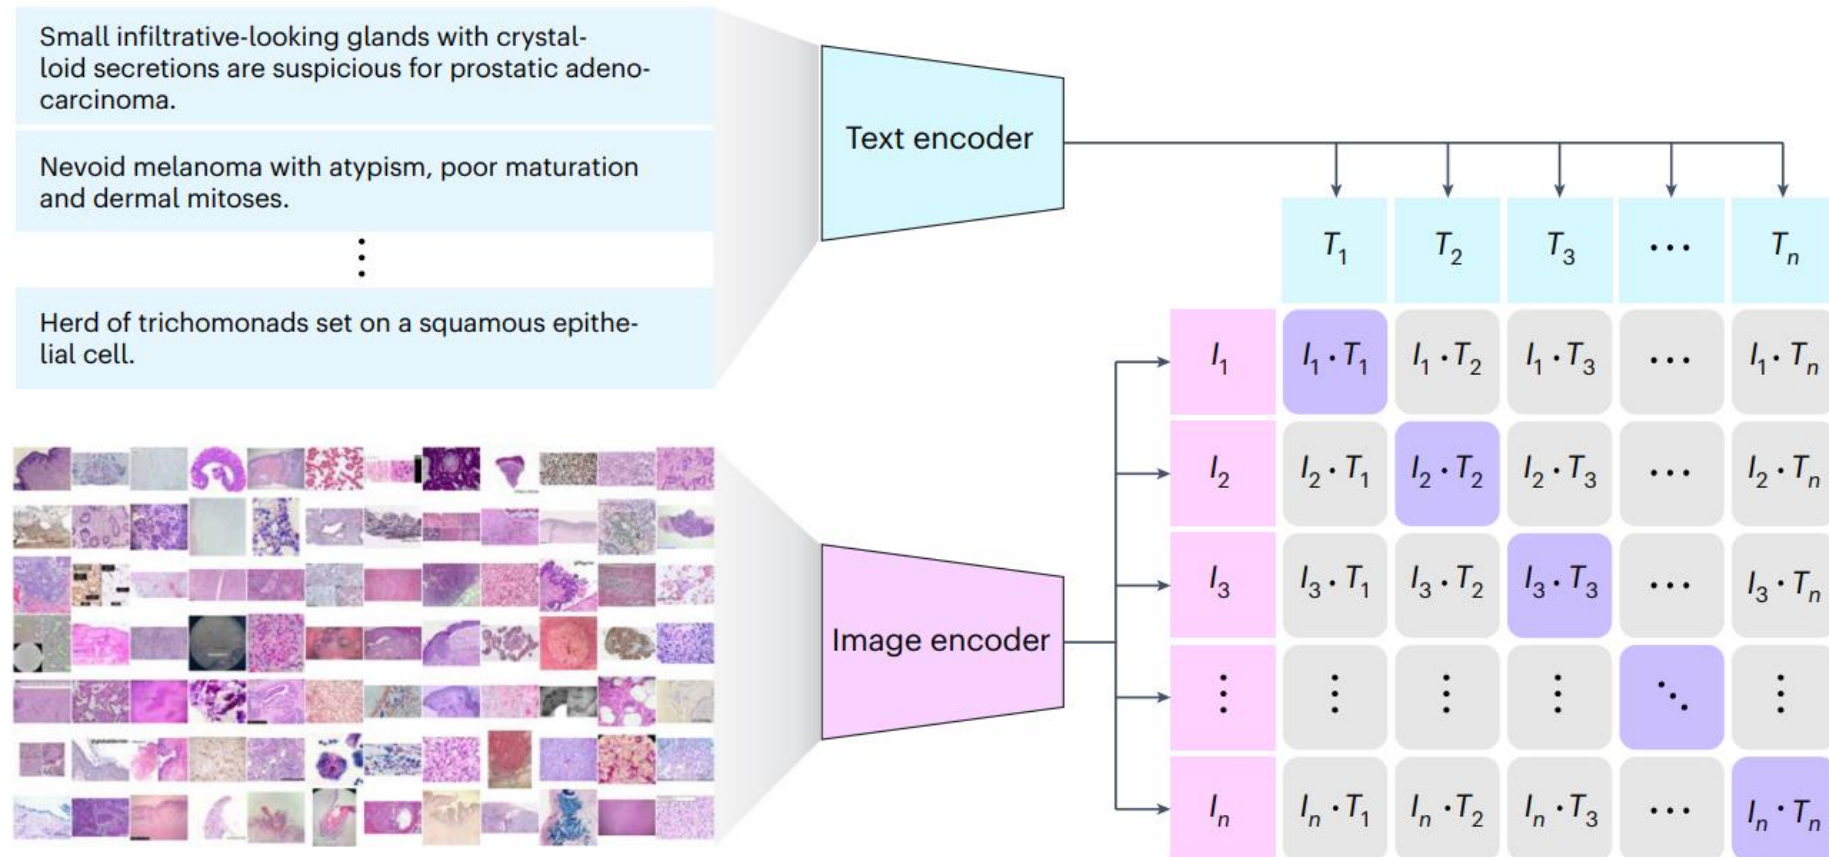 Small infiltrative-looking glands with crystal-
loid secretions are suspicious for prostatic adeno-
carcinoma.
Nevoid melanoma with atypism, poor maturation
and dermal mitoses.
⋮
Herd of trichomonads set on a squamous epithe-
lial cell.
Text encoder
Image encoder
T₁ T₂ T₃ ⋯ Tₙ
I₁ I₁ · T₁ I₁ · T₂ I₁ · T₃ ⋯ I₁ · Tₙ
I₂ I₂ · T₁ I₂ · T₂ I₂ · T₃ ⋯ I₂ · Tₙ
I₃ I₃ · T₁ I₃ · T₂ I₃ · T₃ ⋯ I₃ · Tₙ
⋮ ⋮ ⋮ ⋮ ⋱ ⋮
Iₙ Iₙ · T₁ Iₙ · T₂ Iₙ · T₃ ⋯ Iₙ · Tₙ